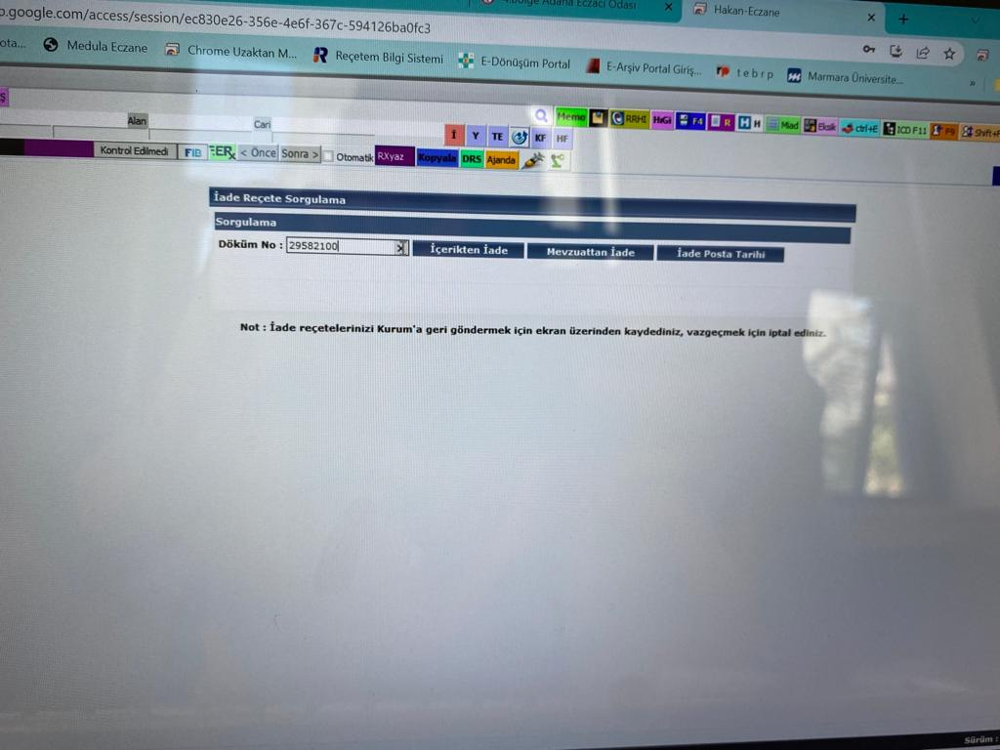 4.Bölge Adana Eczacı Odası
Hakan-Eczane
p.google.com/access/session/ec830e26-356e-4e6f-367c-594126ba0fc3
ota... Medula Eczane Chrome Uzaktan M... Reçetem Bilgi Sistemi E-Dönüşüm Portal E-Arşiv Portal Giriş... tebrp Marmara Üniversite... »
Ş
Alan Cari
Memo RRHI HıGi F4 R H Miad Eksik ctrl+E ICD F11 F9 Shift+F
İ Y TE KF HF
Kontrol Edilmedi FIB ERx < Önce Sonra > Otomatik RXyaz Kopyala DRS Ajanda
İade Reçete Sorgulama
Sorgulama
Döküm No : 29582100 İçerikten İade Mevzuattan İade İade Posta Tarihi
Not : İade reçetelerinizi Kurum'a geri göndermek için ekran üzerinden kaydediniz, vazgeçmek için iptal ediniz.
Sürüm :